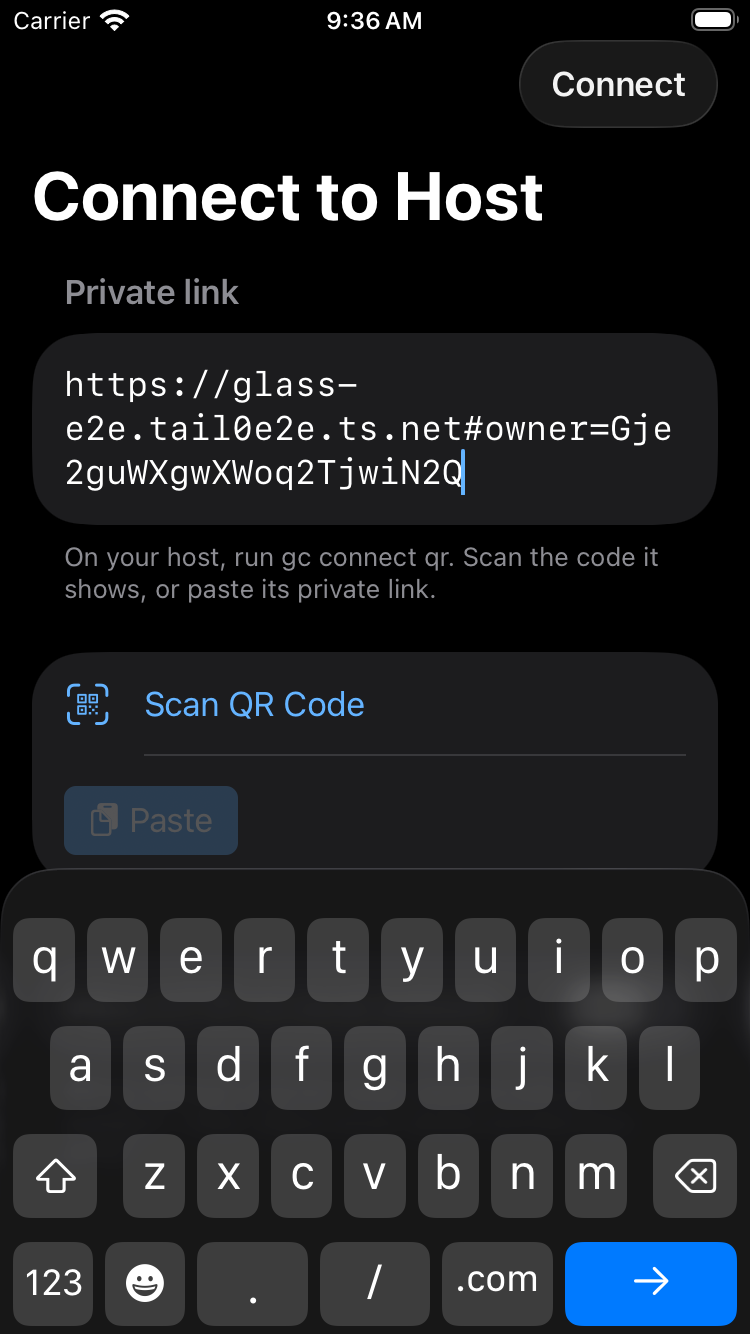 Carrier 9:36 AM
Connect
Connect to Host
Private link
https://glass-
e2e.tail0e2e.ts.net#owner=Gje
2guWXgwXWoq2TjwiN2Q
On your host, run gc connect qr. Scan the code it
shows, or paste its private link.
Scan QR Code
Paste
q w e r t y u i o p
a s d f g h j k l
z x c v b n m
123 . / .com